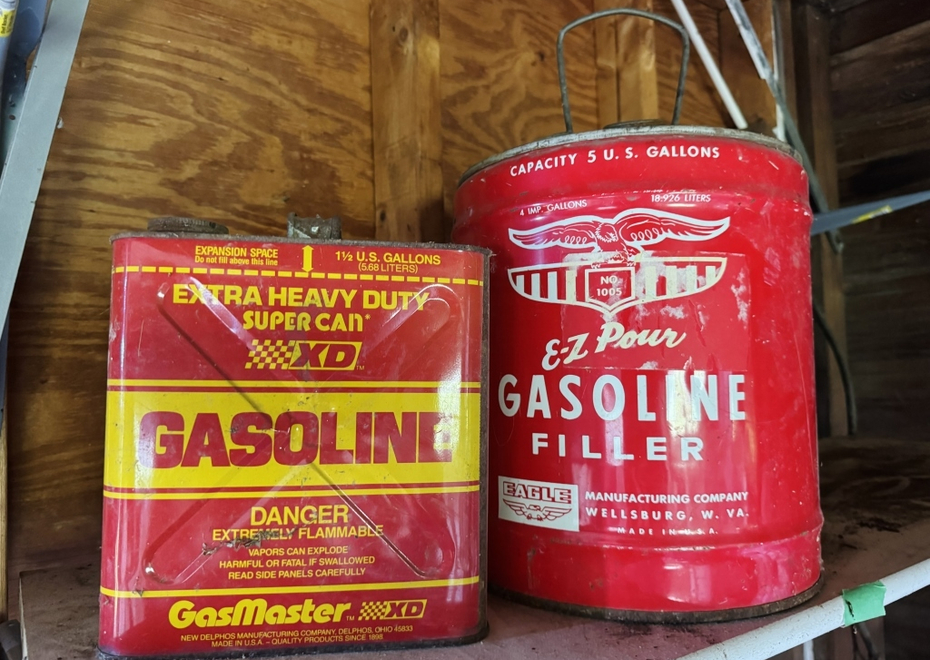 EXPANSION SPACE
Do not fill above this line
1½ U.S. GALLONS
(5.68 LITERS)
EXTRA HEAVY DUTY
SUPER CAN*
XD™
GASOLINE
DANGER
EXTREMELY FLAMMABLE
VAPORS CAN EXPLODE
HARMFUL OR FATAL IF SWALLOWED
READ SIDE PANELS CAREFULLY
GasMaster™ XD
NEW DELPHOS MANUFACTURING COMPANY, DELPHOS, OHIO 45833
MADE IN U.S.A. – QUALITY PRODUCTS SINCE 1898
CAPACITY 5 U. S. GALLONS
4 IMP. GALLONS 18.926 LITERS
NO.
1005
E-Z Pour
GASOLINE
FILLER
EAGLE
MANUFACTURING COMPANY
WELLSBURG, W. VA.
MADE IN U.S.A.